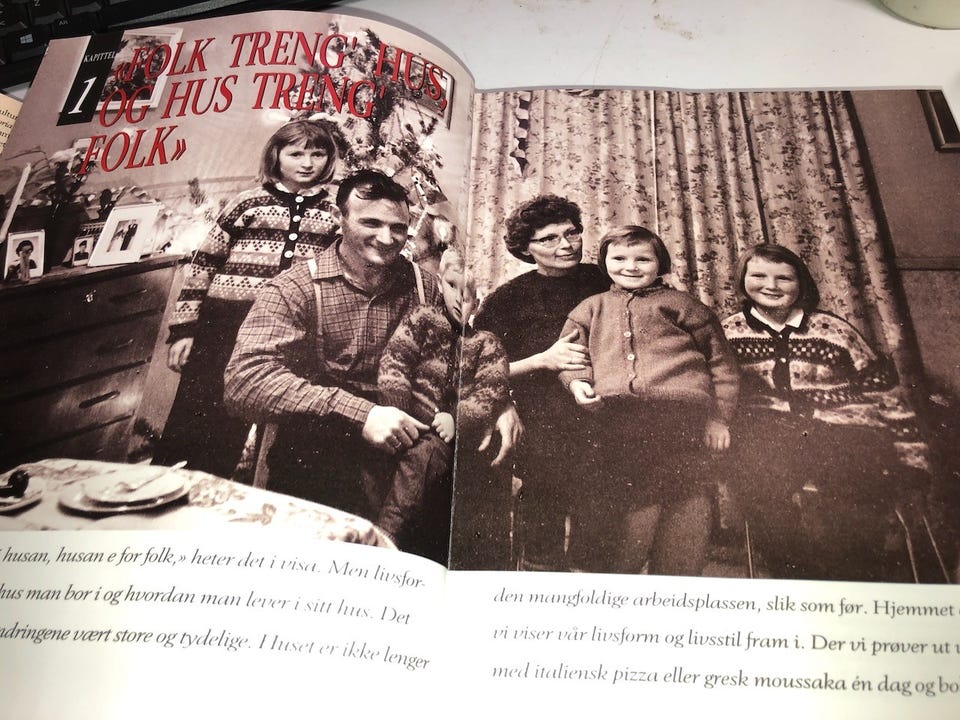 KAPITTEL
1
«FOLK TRENG' HUS,
OG HUS TRENG'
FOLK»
husan, husan e for folk,» heter det i visa. Men livsfor-
hus man bor i og hvordan man lever i sitt hus. Det
ndringene vært store og tydelige. Huset er ikke lenger
den mangfoldige arbeidsplassen, slik som før. Hjemmet
vi viser vår livsform og livsstil fram i. Der vi prøver ut
med italiensk pizza eller gresk moussaka én dag og